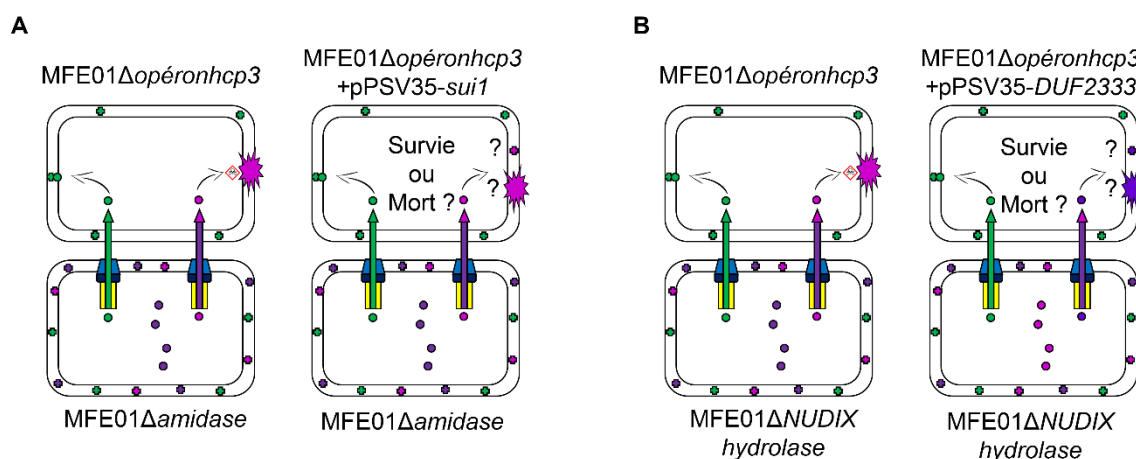 A
MFE01Δopéronhcp3
MFE01Δopéronhcp3
+pPSV35-sui1
Survie
ou
Mort ?
?
?
MFE01Δamidase
MFE01Δamidase
B
MFE01Δopéronhcp3
MFE01Δopéronhcp3
+pPSV35-DUF2333
Survie
ou
Mort ?
?
?
MFE01ΔNUDIX
hydrolase
MFE01ΔNUDIX
hydrolase